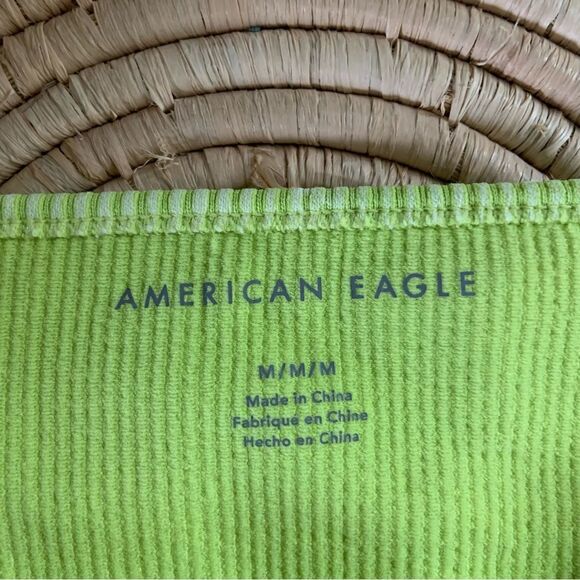 AMERICAN EAGLE
M/M/M
Made in China
Fabriqué en Chine
Hecho en China